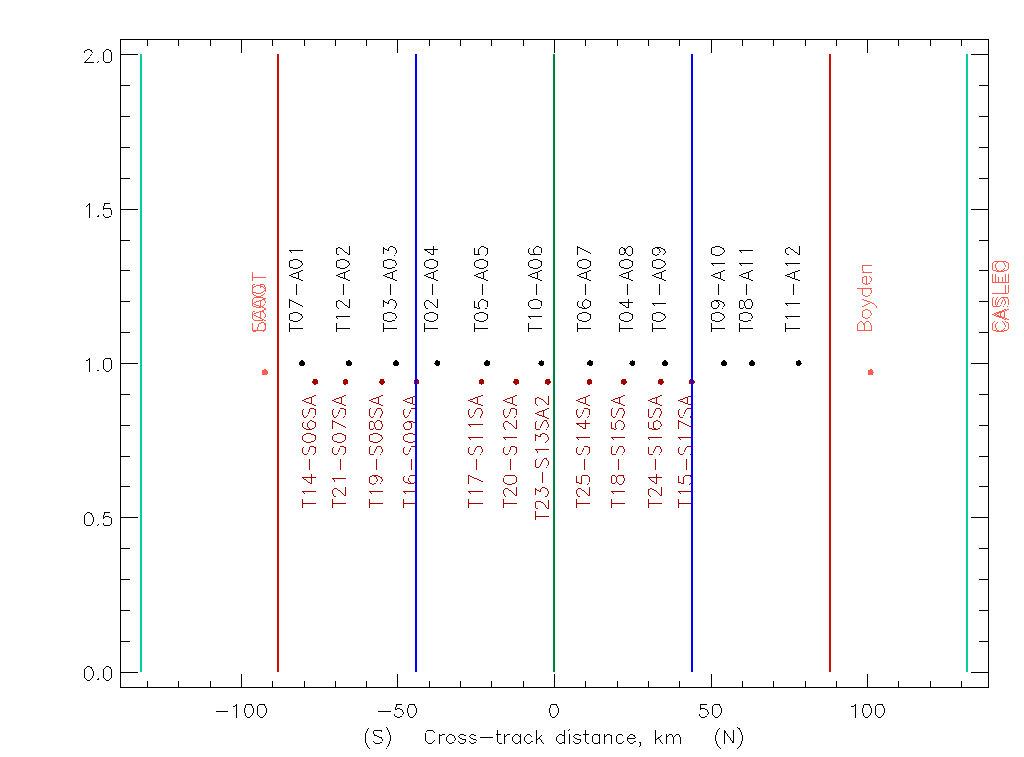 2.0
1.5
1.0
0.5
0.0
T07-A01
T12-A02
T03-A03
T02-A04
T05-A05
T10-A06
T06-A07
T04-A08
T01-A09
T09-A10
T08-A11
T11-A12
Boyden
T14-S06SA
T21-S07SA
T19-S08SA
T16-S09SA
T17-S11SA
T20-S12SA
T23-S13SA2
T25-S14SA
T18-S15SA
T24-S16SA
T15-S17SA
-100
-50
0
50
100
(S) Cross-track distance, km (N)